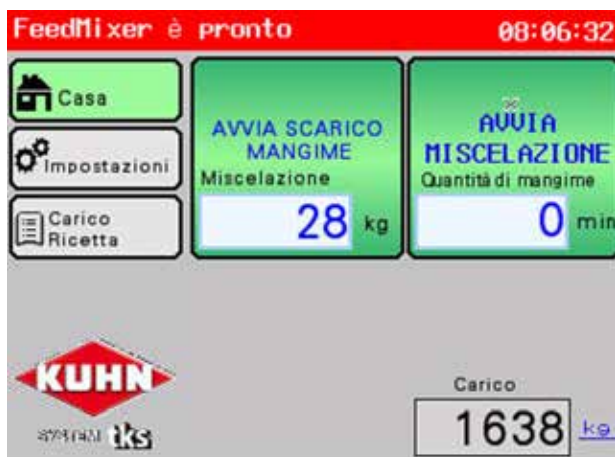 FeedMixer è pronto 08:06:32
Casa
Impostazioni
Carico
Ricetta
AVVIA SCARICO
MANGIME
Miscelazione
28 kg
AVVIA
MISCELAZIONE
Quantità di mangime
0 min
KUHN
SYSTEM tks
Carico
1638 kg